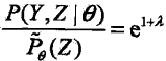 P(Y,Z|θ) / P̃_θ(Z) = e^{1+λ}